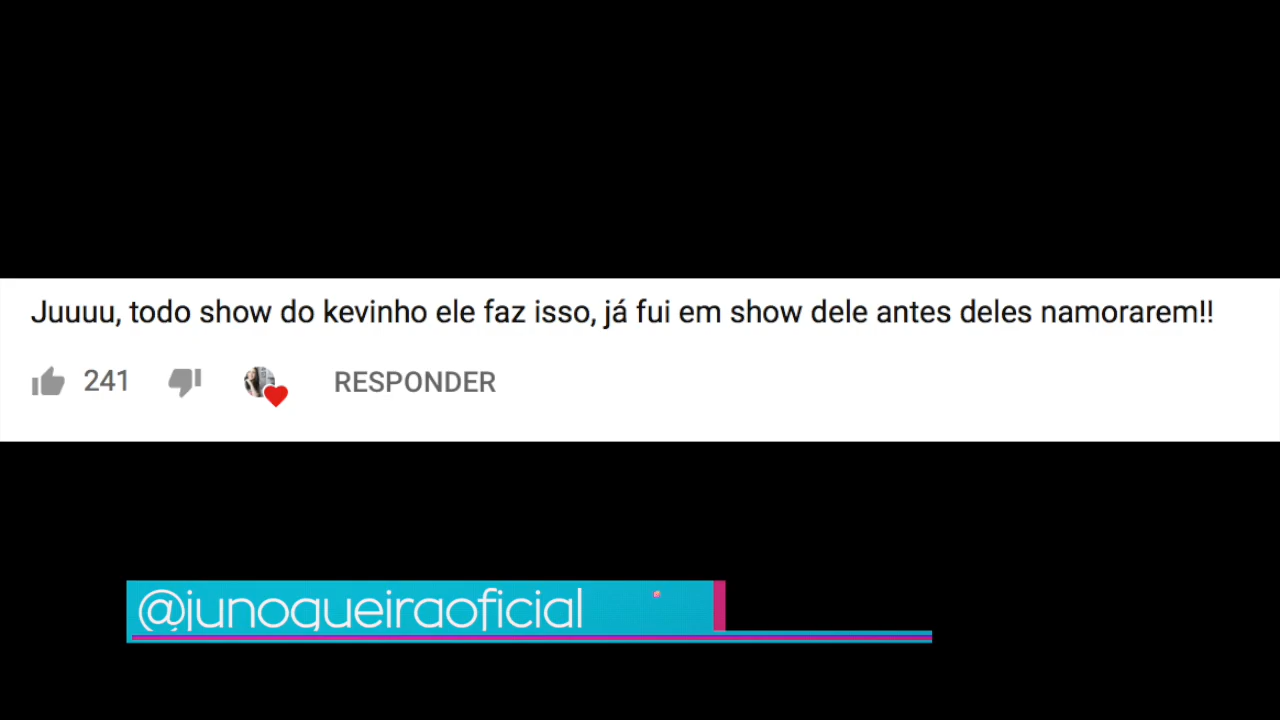 Juuuu, todo show do kevinho ele faz isso, já fui em show dele antes deles namorarem!!
241
RESPONDER
@junogueiraoficial